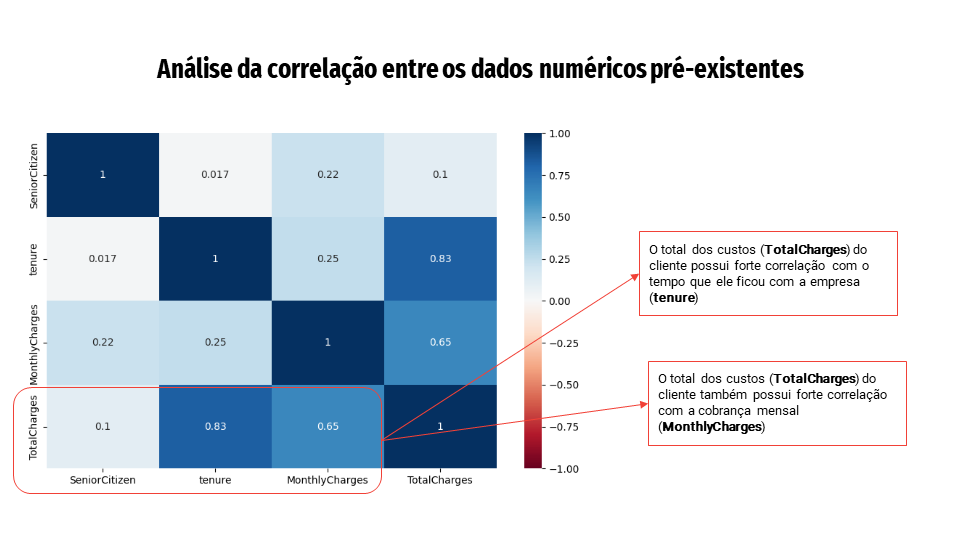 Análise da correlação entre os dados numéricos pré-existentes
SeniorCitizen
1
0.017
0.22
0.1
tenure
0.017
1
0.25
0.83
MonthlyCharges
0.22
0.25
1
0.65
TotalCharges
0.1
0.83
0.65
1
SeniorCitizen
tenure
MonthlyCharges
TotalCharges
1.00
0.75
0.50
0.25
0.00
−0.25
−0.50
−0.75
−1.00
O total dos custos (TotalCharges) do
cliente possui forte correlação com o
tempo que ele ficou com a empresa
(tenure)
O total dos custos (TotalCharges) do
cliente também possui forte correlação
com a cobrança mensal
(MonthlyCharges)